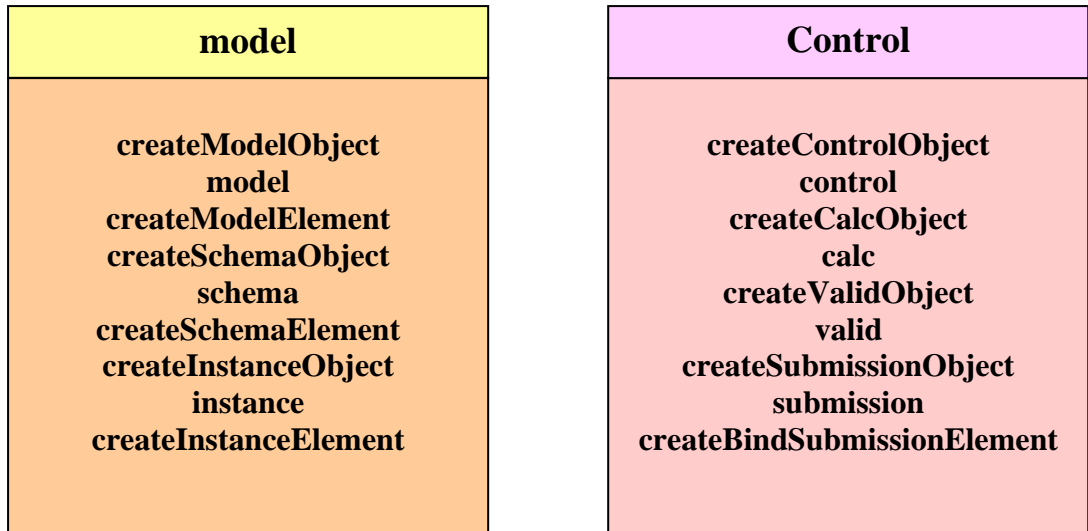 model
createModelObject
model
createModelElement
createSchemaObject
schema
createSchemaElement
createInstanceObject
instance
createInstanceElement
Control
createControlObject
control
createCalcObject
calc
createValidObject
valid
createSubmissionObject
submission
createBindSubmissionElement